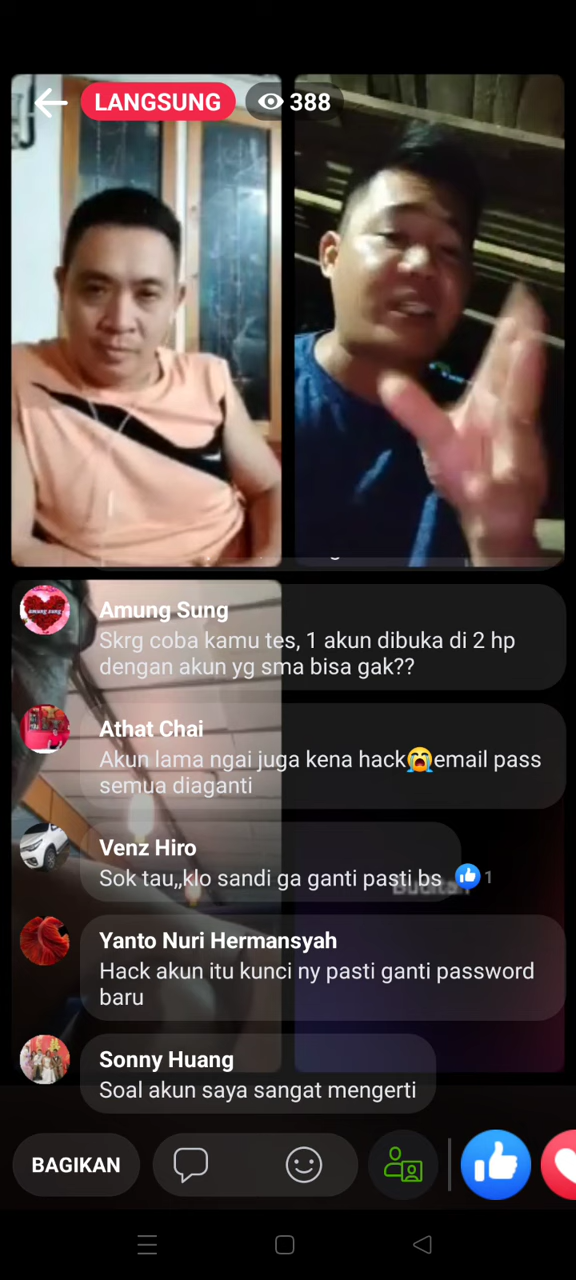 LANGSUNG
388
Amung Sung
Skrg coba kamu tes, 1 akun dibuka di 2 hp
dengan akun yg sma bisa gak??
Athat Chai
Akun lama ngai juga kena hack😭email pass
semua diaganti
Venz Hiro
Sok tau,,klo sandi ga ganti pasti bs
1
Yanto Nuri Hermansyah
Hack akun itu kunci ny pasti ganti password
baru
Sonny Huang
Soal akun saya sangat mengerti
BAGIKAN